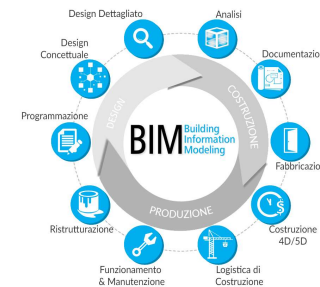 Design Dettagliato
Analisi
Design
Concettuale
Documentazio
Programmazione
DESIGN
COSTRUZIONE
BIM
Building
Information
Modeling
Fabbricazio
PRODUZIONE
Ristrutturazione
Costruzione
4D/5D
Funzionamento
& Manutenzione
Logistica di
Costruzione